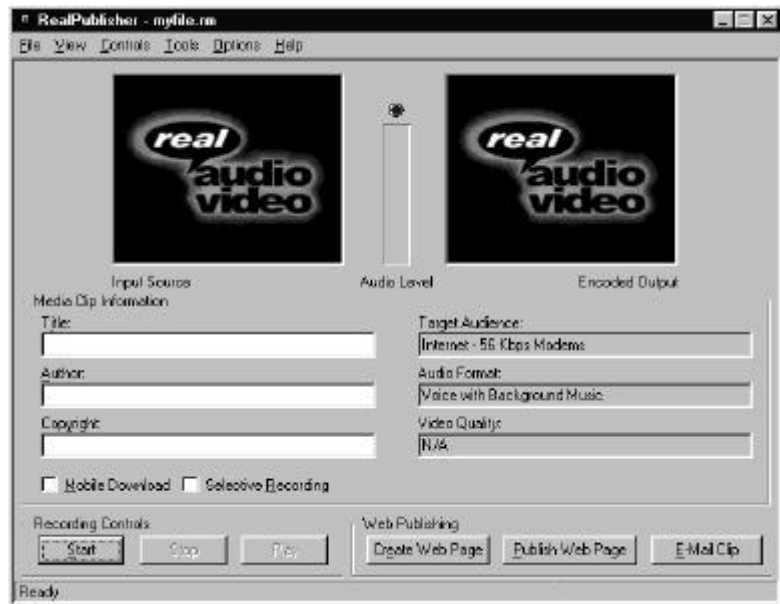 RealPublisher - myfile.rm
File View Controls Tools Options Help
real
audio
video
real
audio
video
Input Source
Audio Level
Encoded Output
Media Clip Information
Title:
Target Audience:
Internet - 56 Kbps Modems
Author:
Audio Format:
Voice with Background Music
Copyright:
Video Quality:
N/A
Mobile Download
Selective Recording
Recording Controls
Web Publishing
Start
Stop
Play
Create Web Page
Publish Web Page
E-Mail Clip
Ready